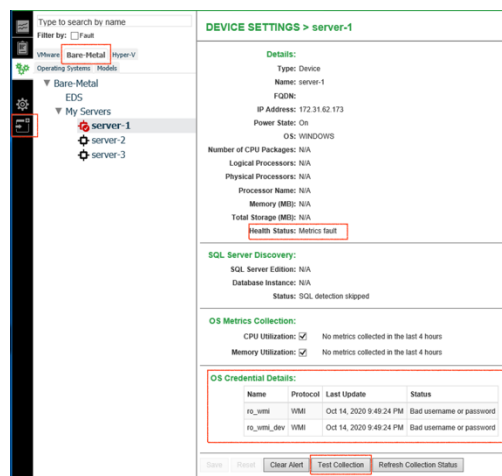 Type to search by name
Filter by: Fault
VMware Bare-Metal Hyper-V
Operating Systems Models
Bare-Metal
EDS
My Servers
server-1
server-2
server-3
DEVICE SETTINGS > server-1
Details:
Type: Device
Name: server-1
FQDN:
IP Address: 172.31.62.173
Power State: On
OS: WINDOWS
Number of CPU Packages: N/A
Logical Processors: N/A
Physical Processors: N/A
Processor Name: N/A
Memory (MB): N/A
Total Storage (MB): N/A
Health Status: Metrics fault
SQL Server Discovery:
SQL Server Edition: N/A
Database Instance: N/A
Status: SQL detection skipped
OS Metrics Collection:
CPU Utilization: No metrics collected in the last 4 hours
Memory Utilization: No metrics collected in the last 4 hours
OS Credential Details:
Name Protocol Last Update Status
ro_wmi WMI Oct 14, 2020 9:49:24 PM Bad username or password
ro_wmi_dev WMI Oct 14, 2020 9:49:24 PM Bad username or password
Save Reset Clear Alert Test Collection Refresh Collection Status